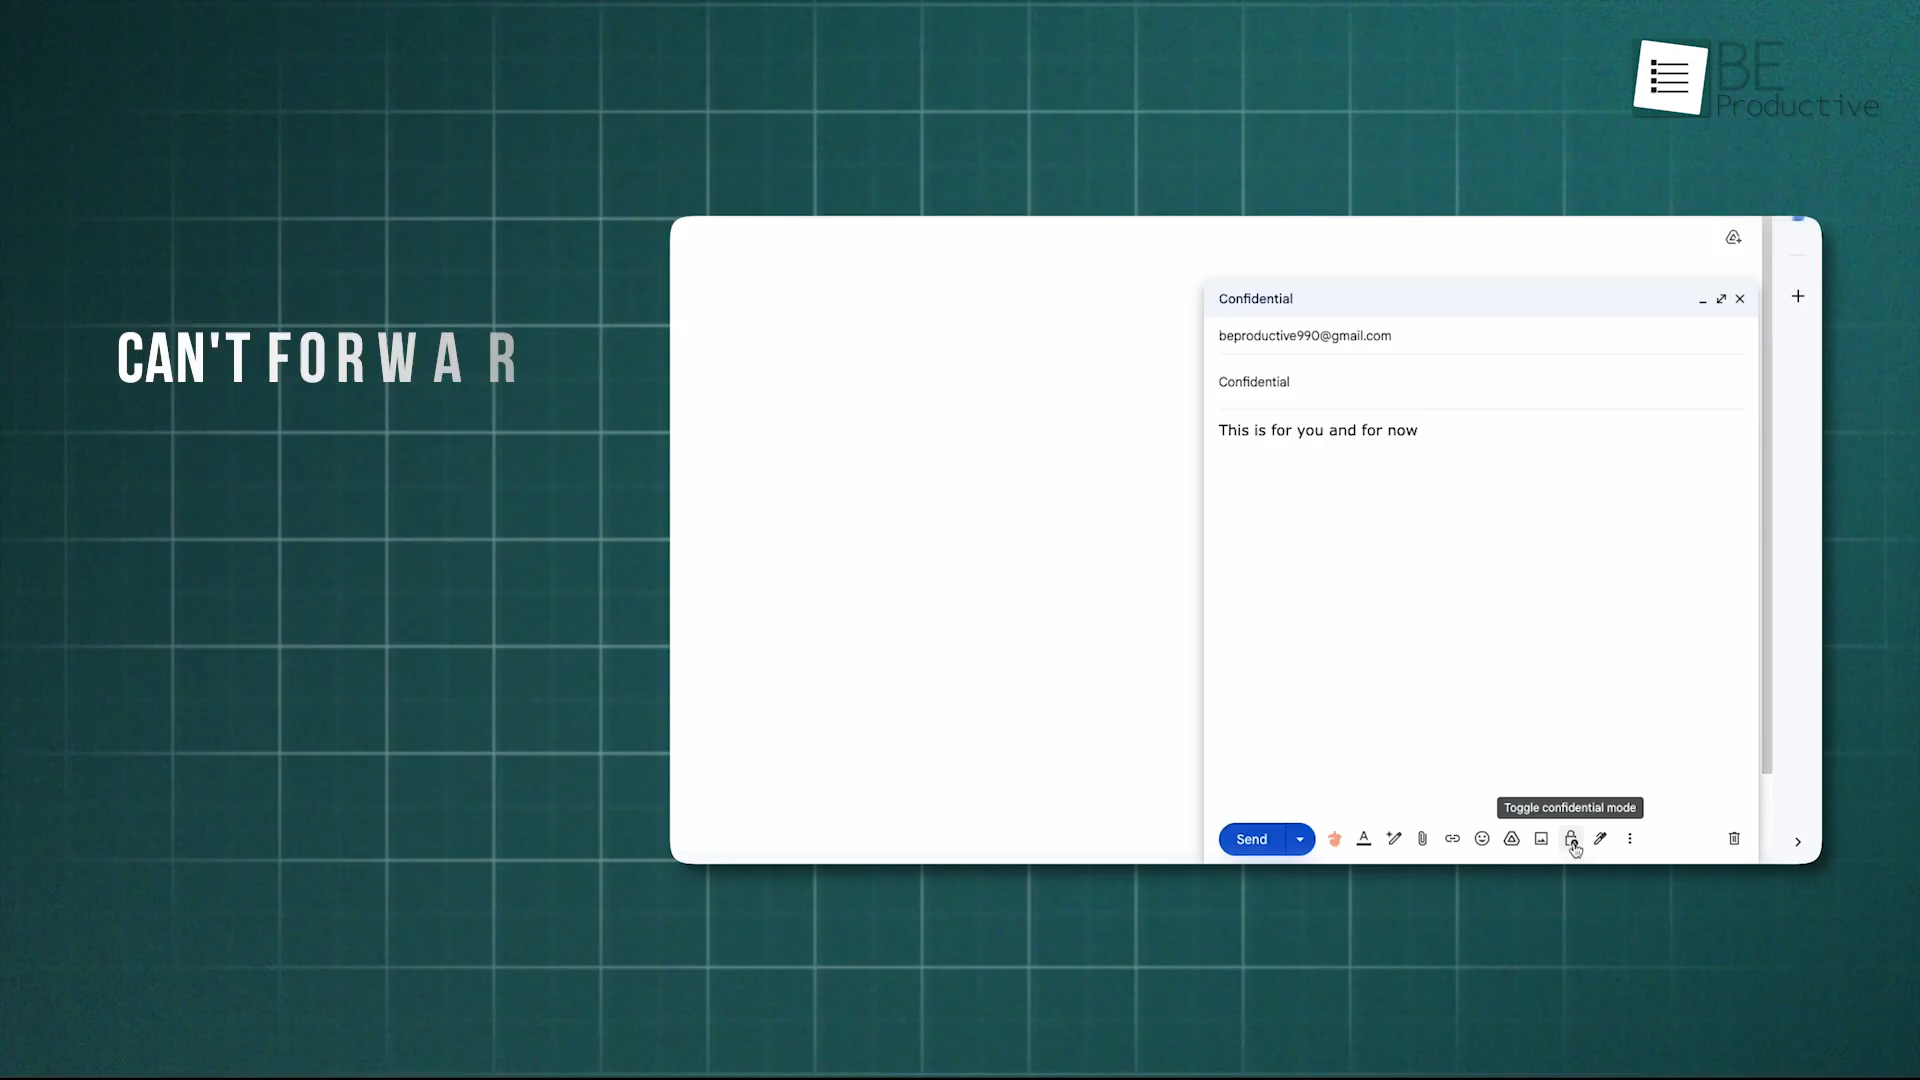 BE
Productive
CAN'T FORWAR
Confidential
beproductive990@gmail.com
Confidential
This is for you and for now
Toggle confidential mode
Send